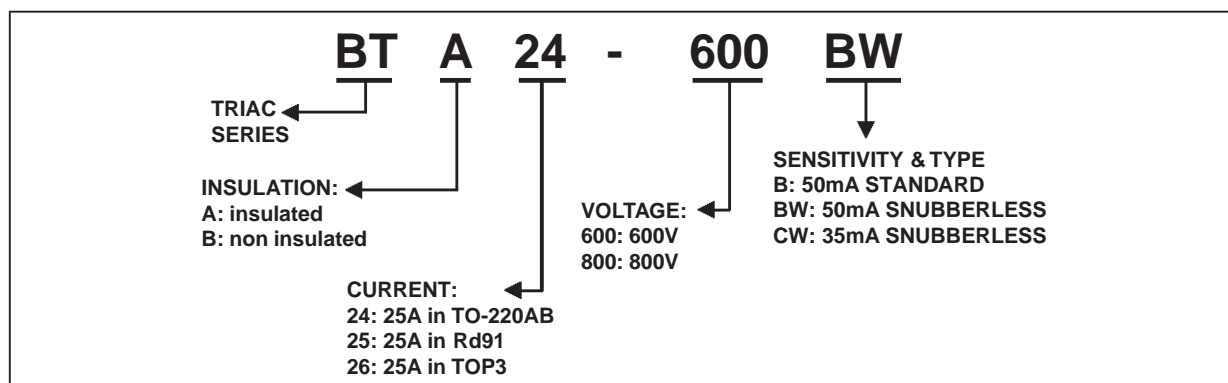 BT A 24 - 600 BW
TRIAC
SERIES
INSULATION:
A: insulated
B: non insulated
CURRENT:
24: 25A in TO-220AB
25: 25A in Rd91
26: 25A in TOP3
VOLTAGE:
600: 600V
800: 800V
SENSITIVITY & TYPE
B: 50mA STANDARD
BW: 50mA SNUBBERLESS
CW: 35mA SNUBBERLESS